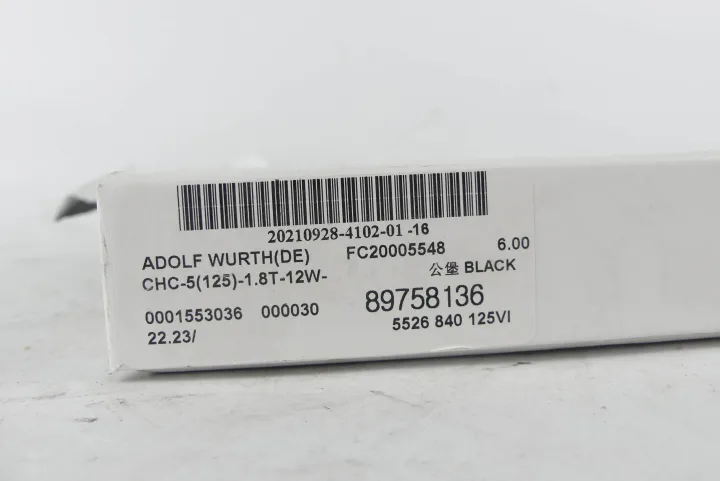 20210928-4102-01 -16
ADOLF WURTH(DE) FC20005548 6.00
CHC-5(125)-1.8T-12W- 公堡 BLACK
0001553036 000030 89758136
22.23/ 5526 840 125VI